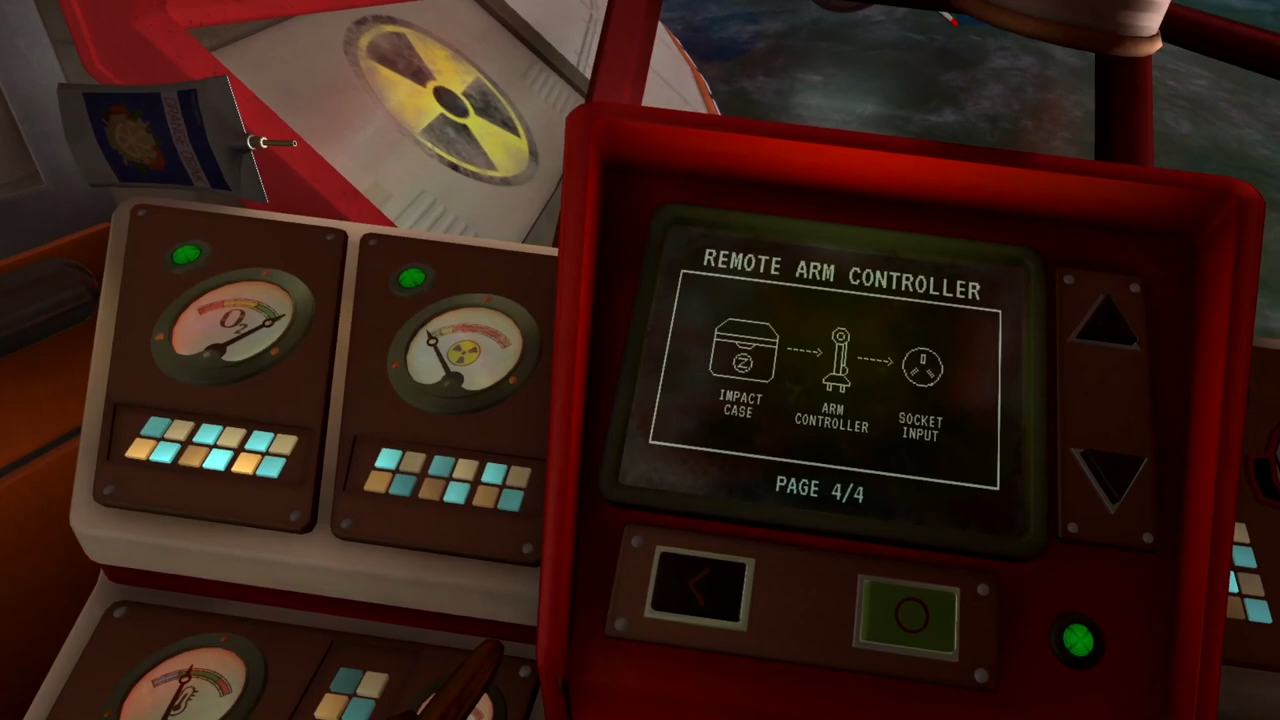 O2
REMOTE ARM CONTROLLER
Z
IMPACT
CASE
ARM
CONTROLLER
SOCKET
INPUT
PAGE 4/4